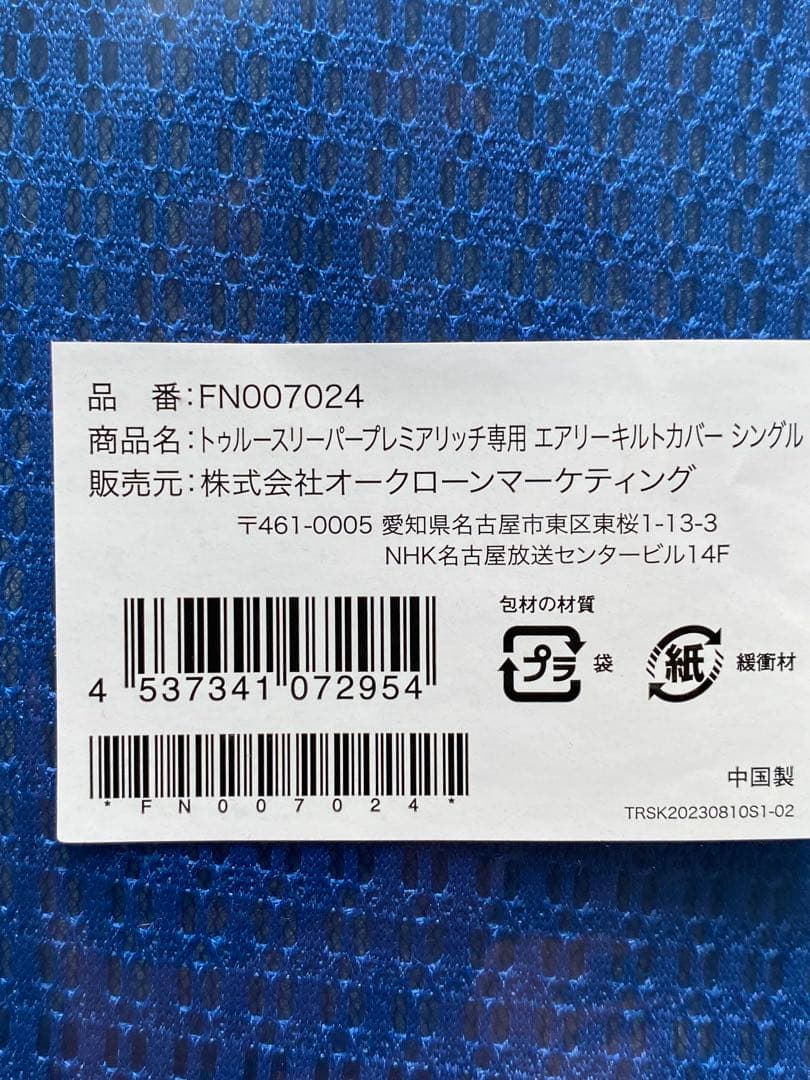 品　番:FN007024
商品名:トゥルースリーパープレミアリッチ専用 エアリーキルトカバー シングル
販売元:株式会社オークローンマーケティング
〒461-0005 愛知県名古屋市東区東桜1-13-3
NHK名古屋放送センタービル14F
包材の材質
プラ 袋
紙 緩衝材
4 537341 072954
*FN007024*
中国製
TRSK20230810S1-02